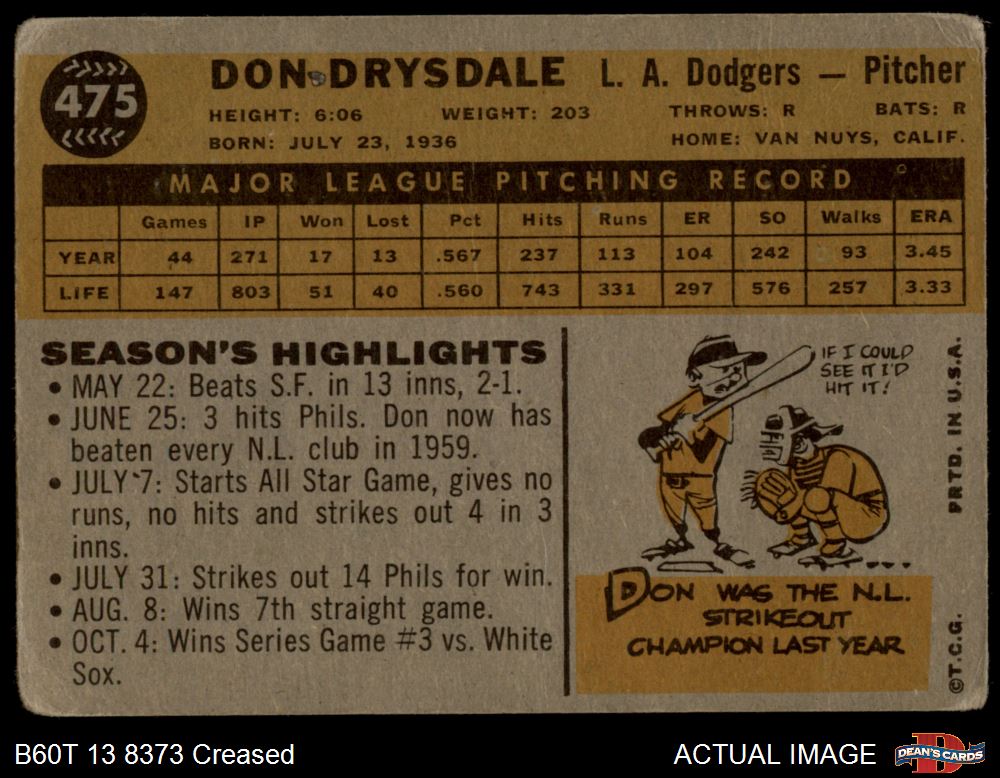 475
DON DRYSDALE L. A. Dodgers — Pitcher
HEIGHT: 6:06 WEIGHT: 203 THROWS: R BATS: R
BORN: JULY 23, 1936 HOME: VAN NUYS, CALIF.
MAJOR LEAGUE PITCHING RECORD
Games IP Won Lost Pct Hits Runs ER SO Walks ERA
YEAR 44 271 17 13 .567 237 113 104 242 93 3.45
LIFE 147 803 51 40 .560 743 331 297 576 257 3.33
SEASON'S HIGHLIGHTS
• MAY 22: Beats S.F. in 13 inns, 2-1.
• JUNE 25: 3 hits Phils. Don now has
beaten every N.L. club in 1959.
• JULY 7: Starts All Star Game, gives no
runs, no hits and strikes out 4 in 3
inns.
• JULY 31: Strikes out 14 Phils for win.
• AUG. 8: Wins 7th straight game.
• OCT. 4: Wins Series Game #3 vs. White
Sox.
IF I COULD
SEE IT I'D
HIT IT!
DON WAS THE N.L.
STRIKEOUT
CHAMPION LAST YEAR
©T.C.G. PRTD. IN U.S.A.
B60T 13 8373 Creased ACTUAL IMAGE
DEAN'S CARDS